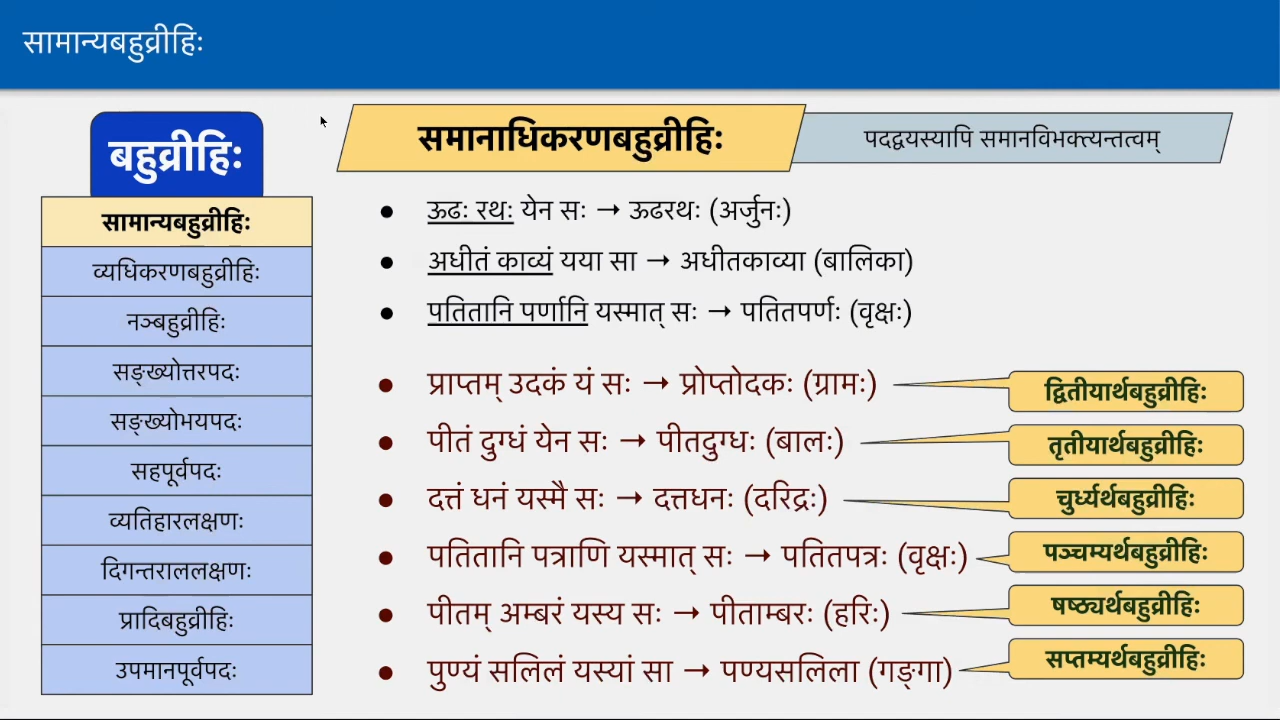 सामान्यबहुव्रीहिः
बहुव्रीहिः
सामान्यबहुव्रीहिः
व्यधिकरणबहुव्रीहिः
नञ्बहुव्रीहिः
सङ्ख्योत्तरपदः
सङ्ख्योभयपदः
सहपूर्वपदः
व्यतिहारलक्षणः
दिगन्तराललक्षणः
प्रादिबहुव्रीहिः
उपमानपूर्वपदः
समानाधिकरणबहुव्रीहिः
पदद्वयस्यापि समानविभक्त्यन्तत्वम्
● ऊढः रथः येन सः → ऊढरथः (अर्जुनः)
● अधीतं काव्यं यया सा → अधीतकाव्या (बालिका)
● पतितानि पर्णानि यस्मात् सः → पतितपर्णः (वृक्षः)
● प्राप्तम् उदकं यं सः → प्रोप्तोदकः (ग्रामः) द्वितीयार्थबहुव्रीहिः
● पीतं दुग्धं येन सः → पीतदुग्धः (बालः) तृतीयार्थबहुव्रीहिः
● दत्तं धनं यस्मै सः → दत्तधनः (दरिद्रः) चुर्ध्यर्थबहुव्रीहिः
● पतितानि पत्राणि यस्मात् सः → पतितपत्रः (वृक्षः) पञ्चम्यर्थबहुव्रीहिः
● पीतम् अम्बरं यस्य सः → पीताम्बरः (हरिः) षष्ठ्यर्थबहुव्रीहिः
● पुण्यं सलिलं यस्यां सा → पण्यसलिला (गङ्गा) सप्तम्यर्थबहुव्रीहिः